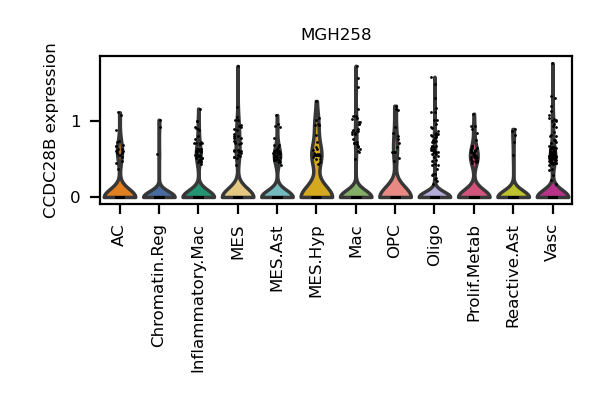 MGH258
CCDC28B expression
1
0
AC
Chromatin.Reg
Inflammatory.Mac
MES
MES.Ast
MES.Hyp
Mac
OPC
Oligo
Prolif.Metab
Reactive.Ast
Vasc